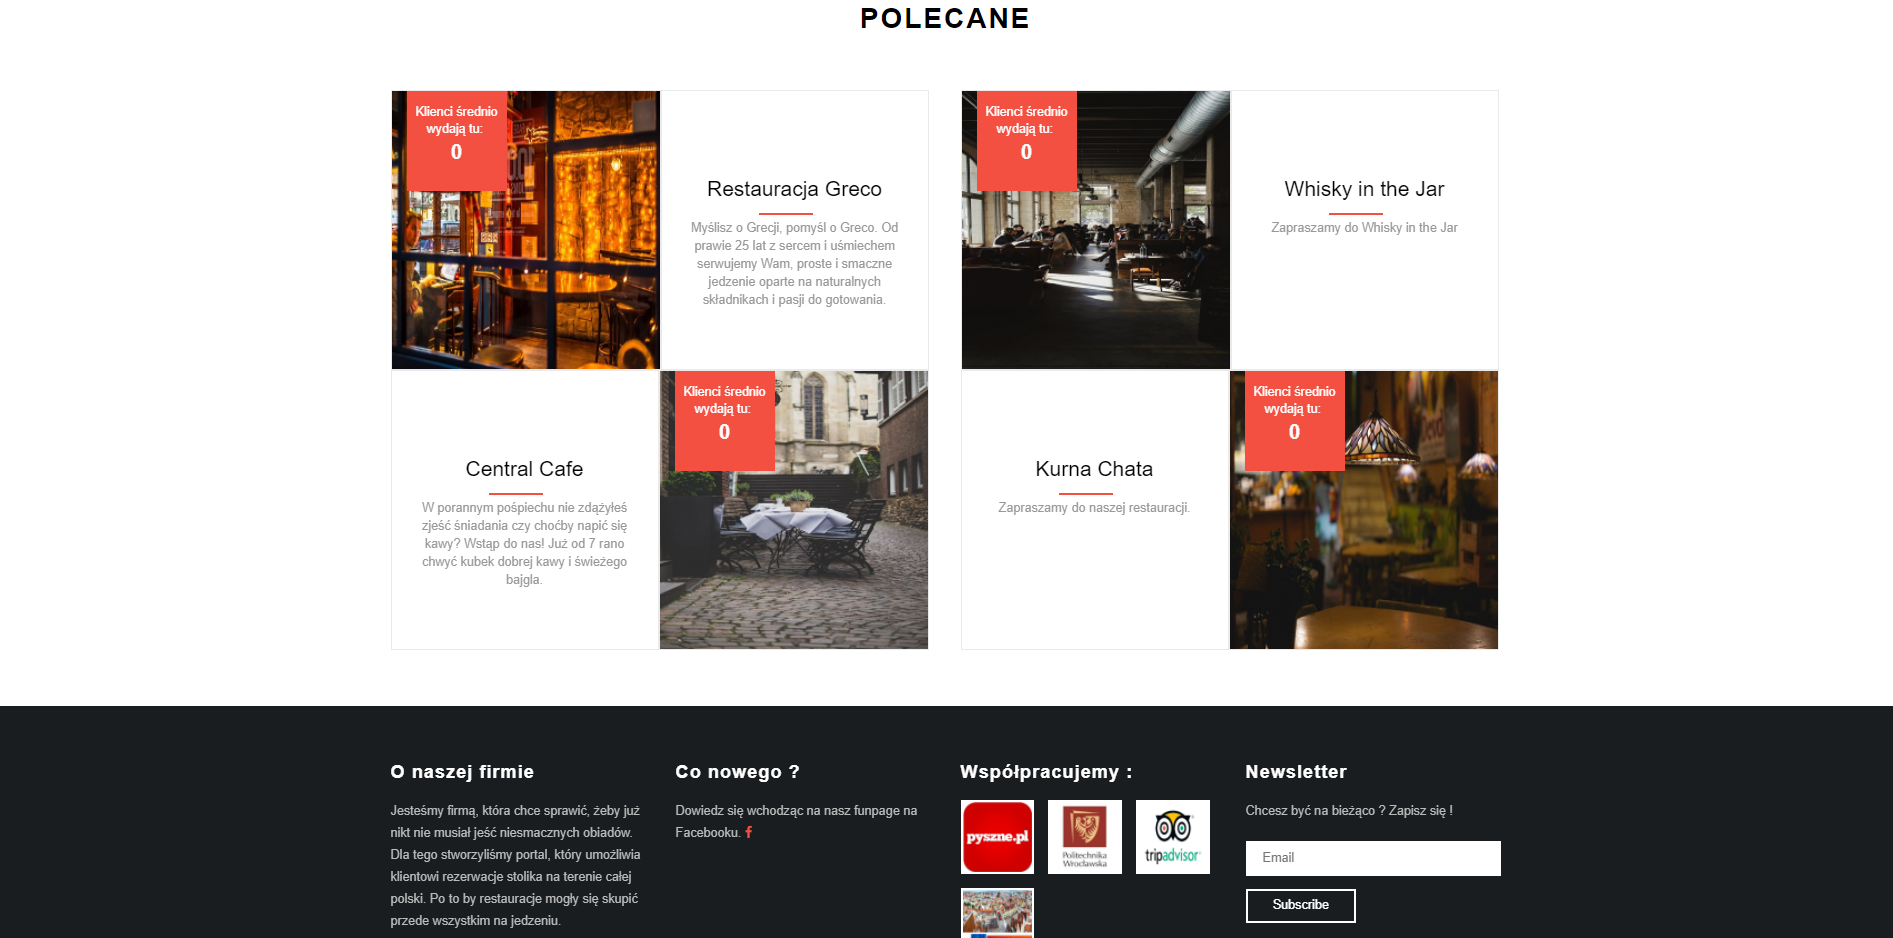 POLECANE
Klienci średnio
wydają tu:
0
Restauracja Greco
Myślisz o Grecji, pomyśl o Greco. Od
prawie 25 lat z sercem i uśmiechem
serwujemy Wam, proste i smaczne
jedzenie oparte na naturalnych
składnikach i pasji do gotowania.
Klienci średnio
wydają tu:
0
Whisky in the Jar
Zapraszamy do Whisky in the Jar
Central Cafe
W porannym pośpiechu nie zdążyłeś
zjeść śniadania czy choćby napić się
kawy? Wstąp do nas! Już od 7 rano
chwyć kubek dobrej kawy i świeżego
bajgla.
Klienci średnio
wydają tu:
0
Kurna Chata
Zapraszamy do naszej restauracji.
Klienci średnio
wydają tu:
0
O naszej firmie
Jesteśmy firmą, która chce sprawić, żeby już
nikt nie musiał jeść niesmacznych obiadów.
Dla tego stworzyliśmy portal, który umożliwia
klientowi rezerwacje stolika na terenie całej
polski. Po to by restauracje mogły się skupić
przede wszystkim na jedzeniu.
Co nowego ?
Dowiedz się wchodząc na nasz funpage na
Facebooku.
Współpracujemy :
pyszne.pl
Politechnika
Wrocławska
tripadvisor
Newsletter
Chcesz być na bieżąco ? Zapisz się !
Email
Subscribe